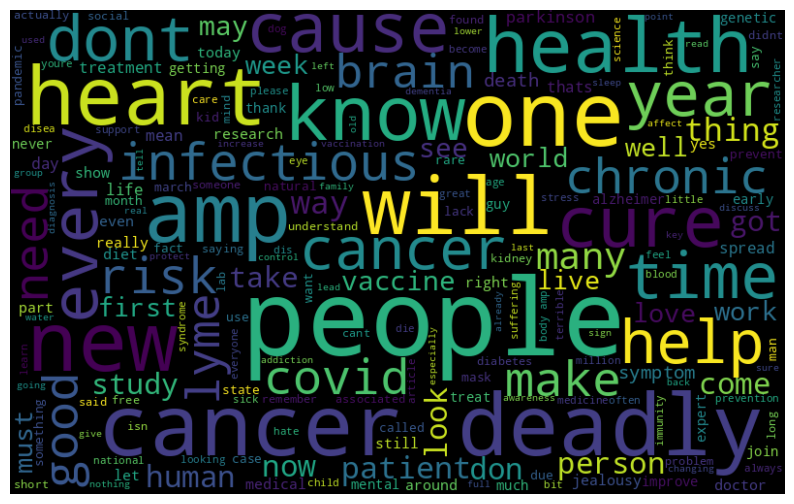 actually social may found parkinson genetic
used dont cause dog lower science didnt
youre today week left become point read say
pandemic treatment getting brain death thats think health researcher
heart please low sleep year
care mind thank know one
disea kid research dementia affect
never support mean see old thing
day tell increase vaccination rare world well yes prevent
group show infectious eye
diagnosis life march someone natural family way age great stress chronic
month real amp will guy lack alzheimer little early
need every even understand last discuss cure got
really fact saying dis control cancer key many feel spread
diet risk lab want kidney blood time
protect take vaccine right live
part first use lead already suffering love work
water syndrome cant die body amp terrible
new everyone people sign help man
learn lyme addiction diabetes million symptom
going study state covid especially mask make back sure come
must said free sick remember associated article look treat awareness medicineoften prevention
something isn hate cancer called deadly immunity expert join long
good give still
national looking case now patient don due person problem changing always
let human medical mental around much bit jealousy improve doctor
short nothing child full